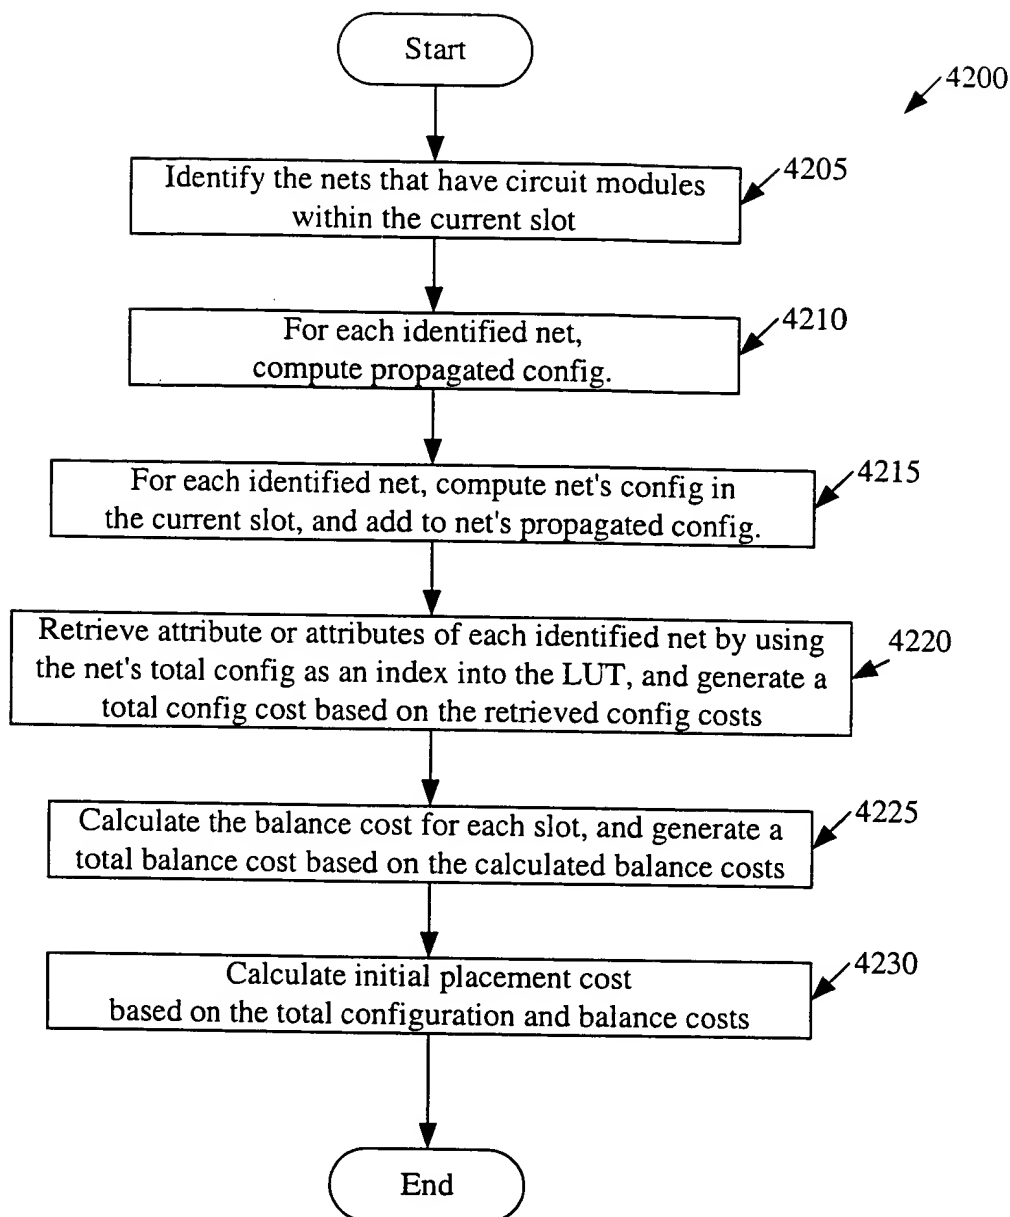 Start
4200
Identify the nets that have circuit modules
within the current slot
4205
For each identified net,
compute propagated config.
4210
For each identified net, compute net's config in
the current slot, and add to net's propagated config.
4215
Retrieve attribute or attributes of each identified net by using
the net's total config as an index into the LUT, and generate a
total config cost based on the retrieved config costs
4220
Calculate the balance cost for each slot, and generate a
total balance cost based on the calculated balance costs
4225
Calculate initial placement cost
based on the total configuration and balance costs
4230
End